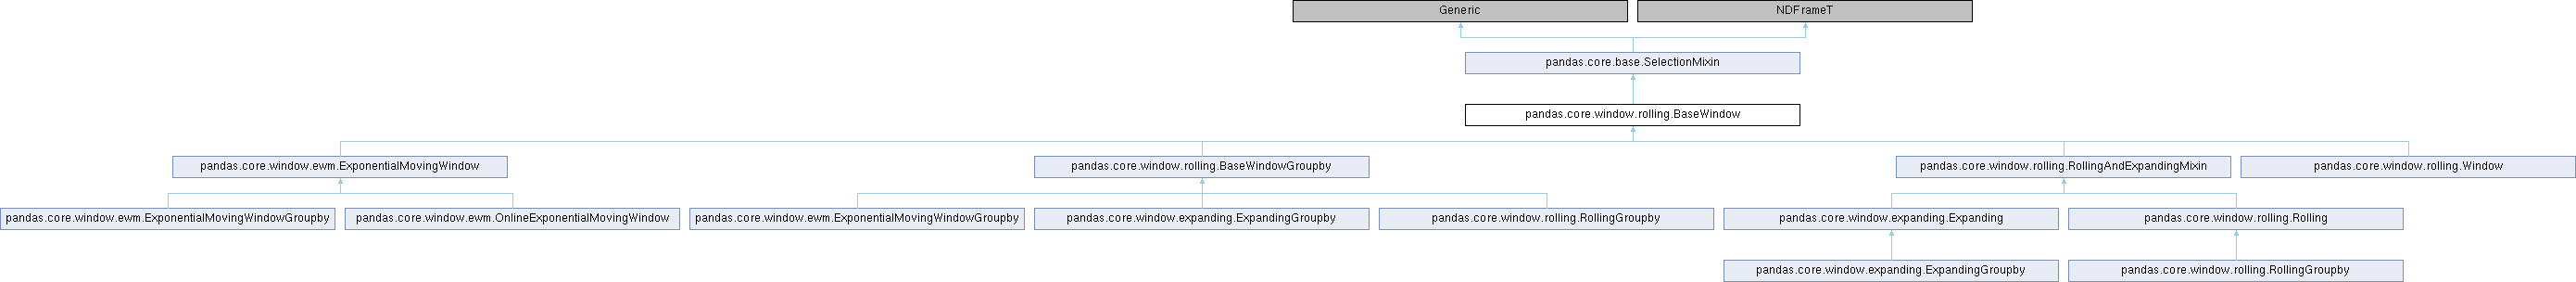 Generic
NDFrameT
pandas.core.base.SelectionMixin
pandas.core.window.rolling.BaseWindow
pandas.core.window.ewm.ExponentialMovingWindow
pandas.core.window.rolling.BaseWindowGroupby
pandas.core.window.rolling.RollingAndExpandingMixin
pandas.core.window.rolling.Window
pandas.core.window.ewm.ExponentialMovingWindowGroupby
pandas.core.window.ewm.OnlineExponentialMovingWindow
pandas.core.window.ewm.ExponentialMovingWindowGroupby
pandas.core.window.expanding.ExpandingGroupby
pandas.core.window.rolling.RollingGroupby
pandas.core.window.expanding.Expanding
pandas.core.window.rolling.Rolling
pandas.core.window.expanding.ExpandingGroupby
pandas.core.window.rolling.RollingGroupby